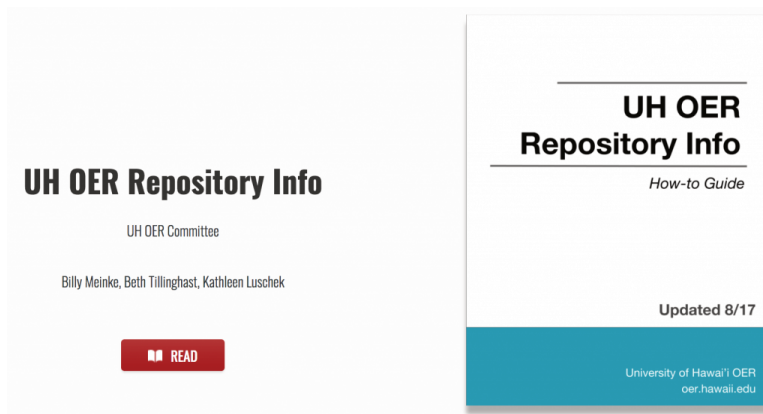 UH OER Repository Info
UH OER Committee
Billy Meinke, Beth Tillinghast, Kathleen Luschek
READ
UH OER
Repository Info
How-to Guide
Updated 8/17
University of Hawai'i OER
oer.hawaii.edu